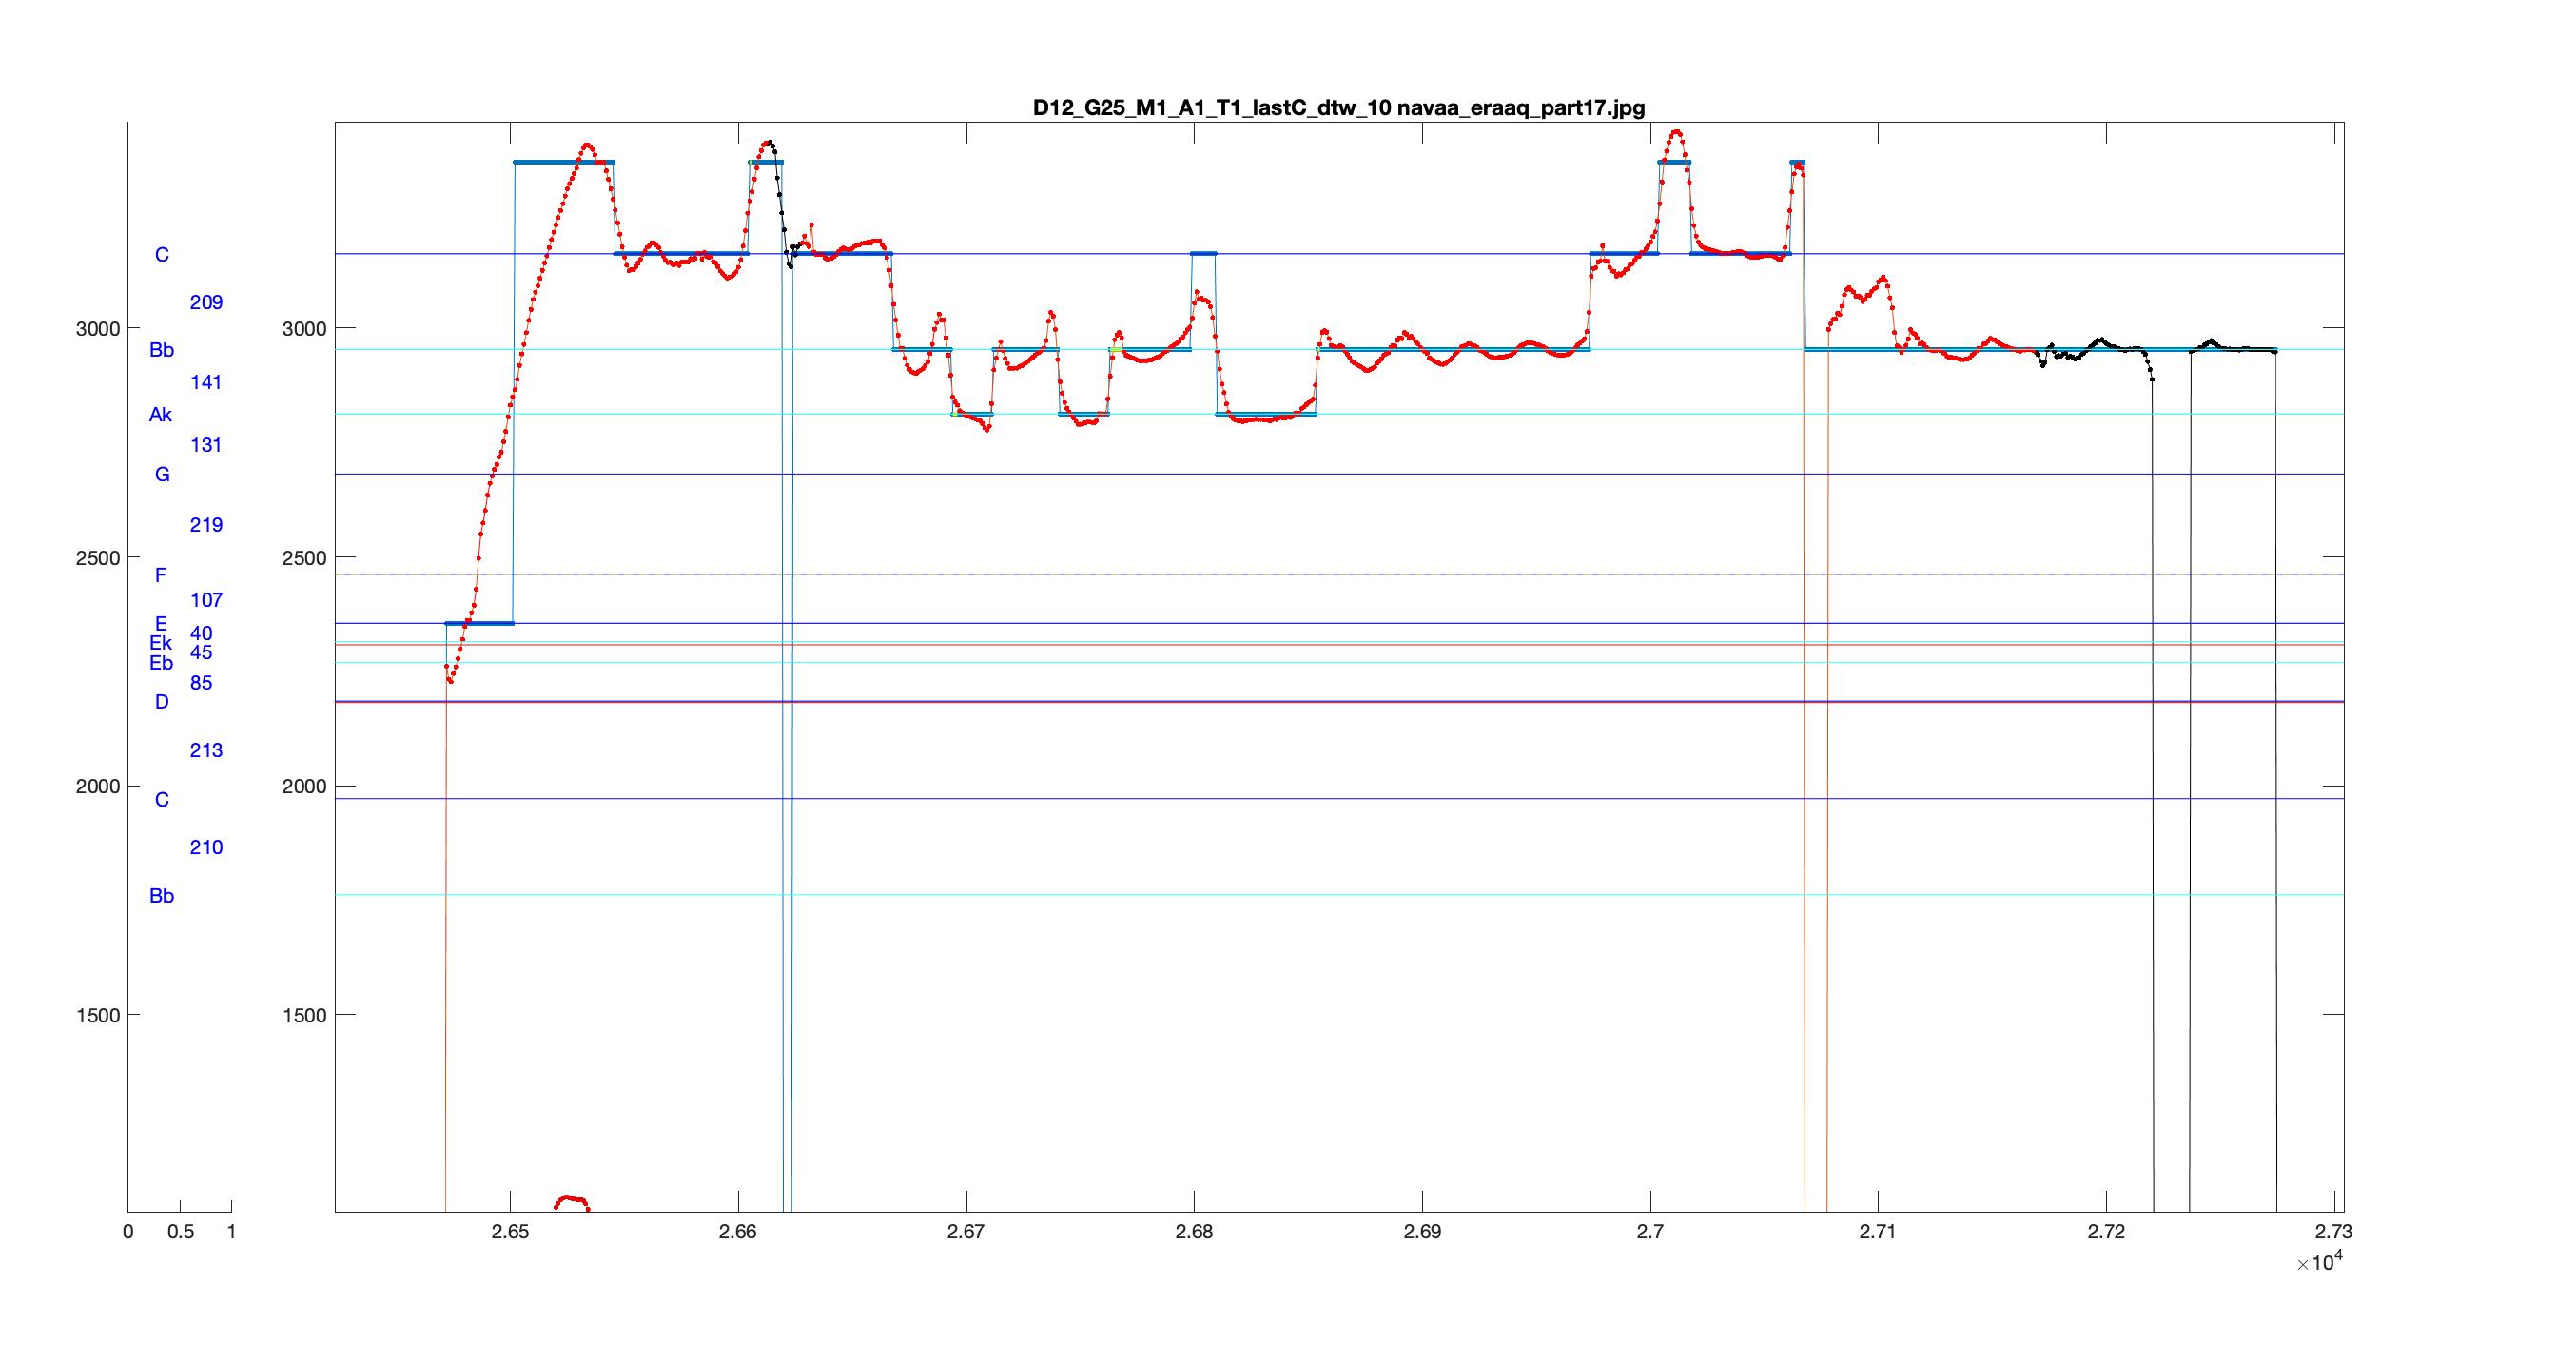 D12_G25_M1_A1_T1_lastC_dtw_10 navaa_eraaq_part17.jpg
C
209
3000 3000
Bb
141
Ak
131
G
219
2500 2500
F
107
E
40
Ek
45
Eb
85
D
213
2000 2000
C
210
Bb
1500 1500
0 0.5 1 2.65 2.66 2.67 2.68 2.69 2.7 2.71 2.72 2.73
×10⁴